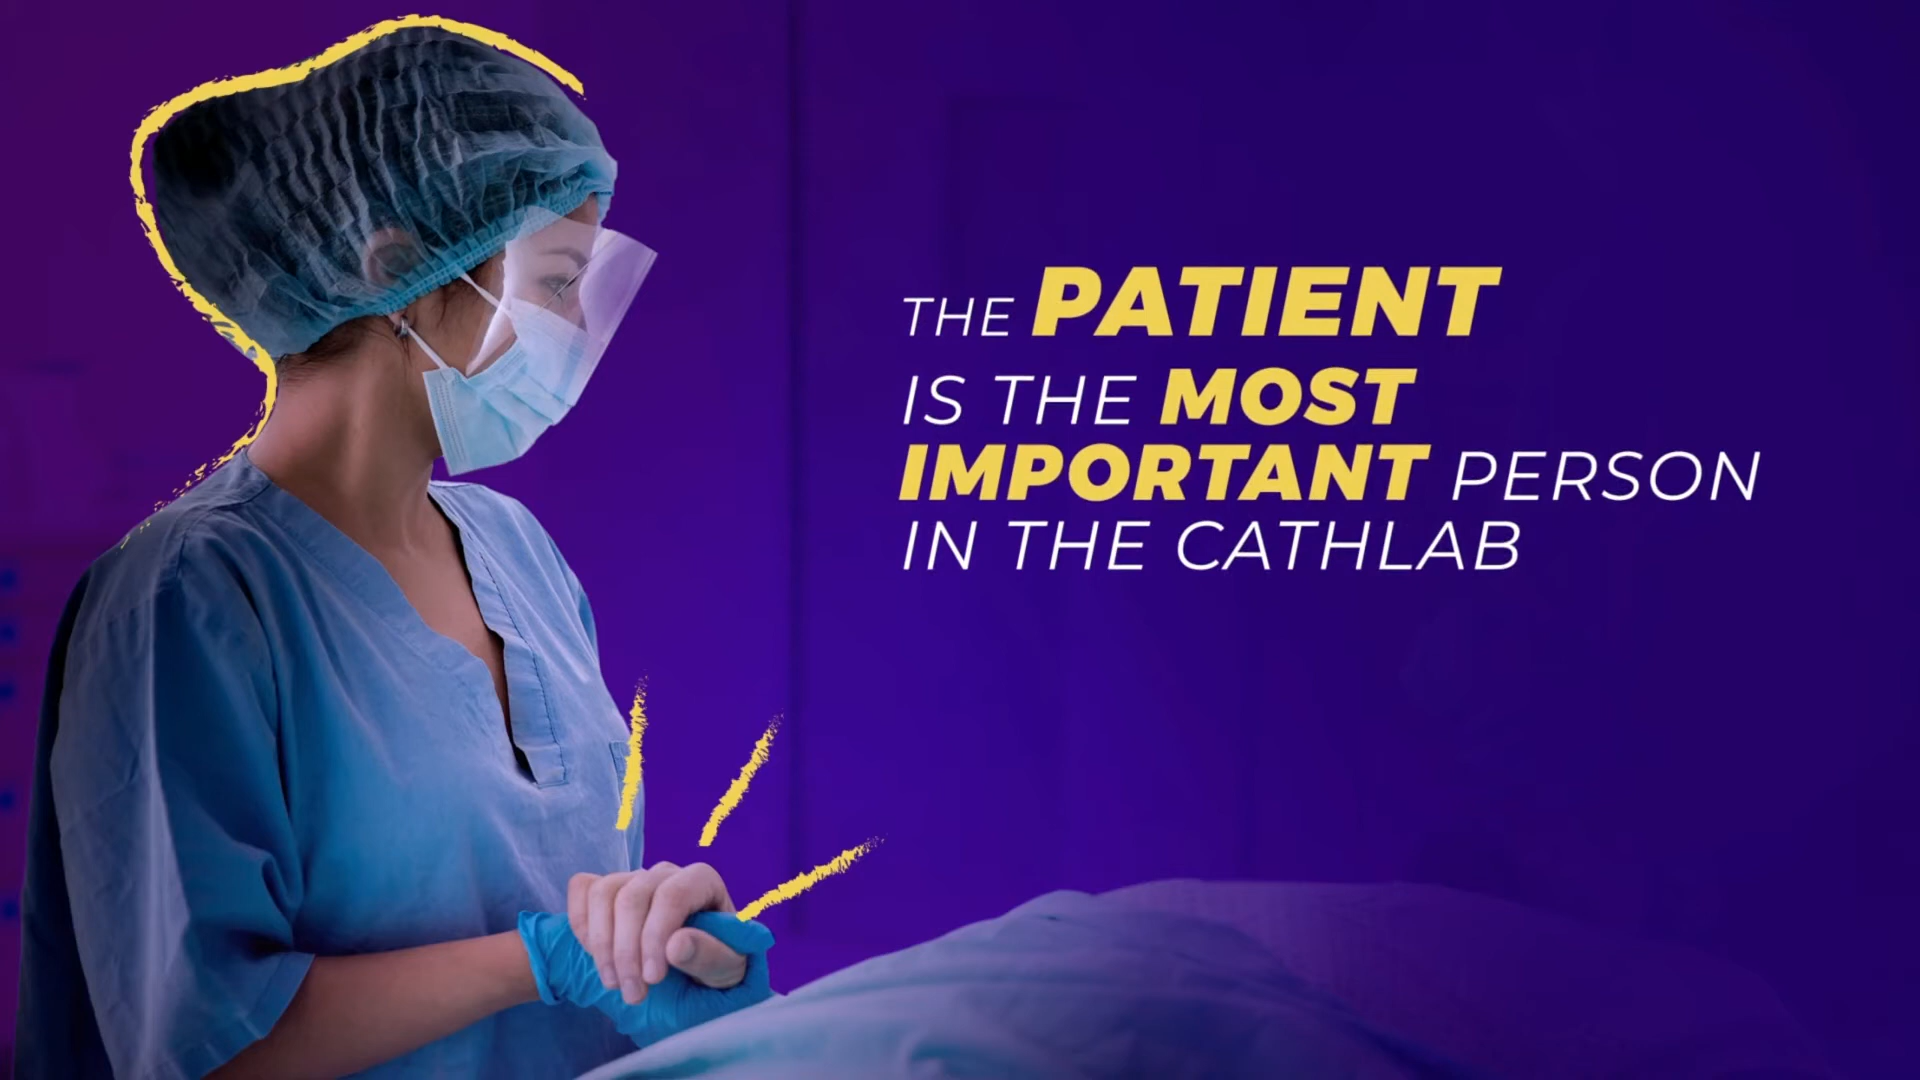 THE PATIENT
IS THE MOST
IMPORTANT PERSON
IN THE CATHLAB